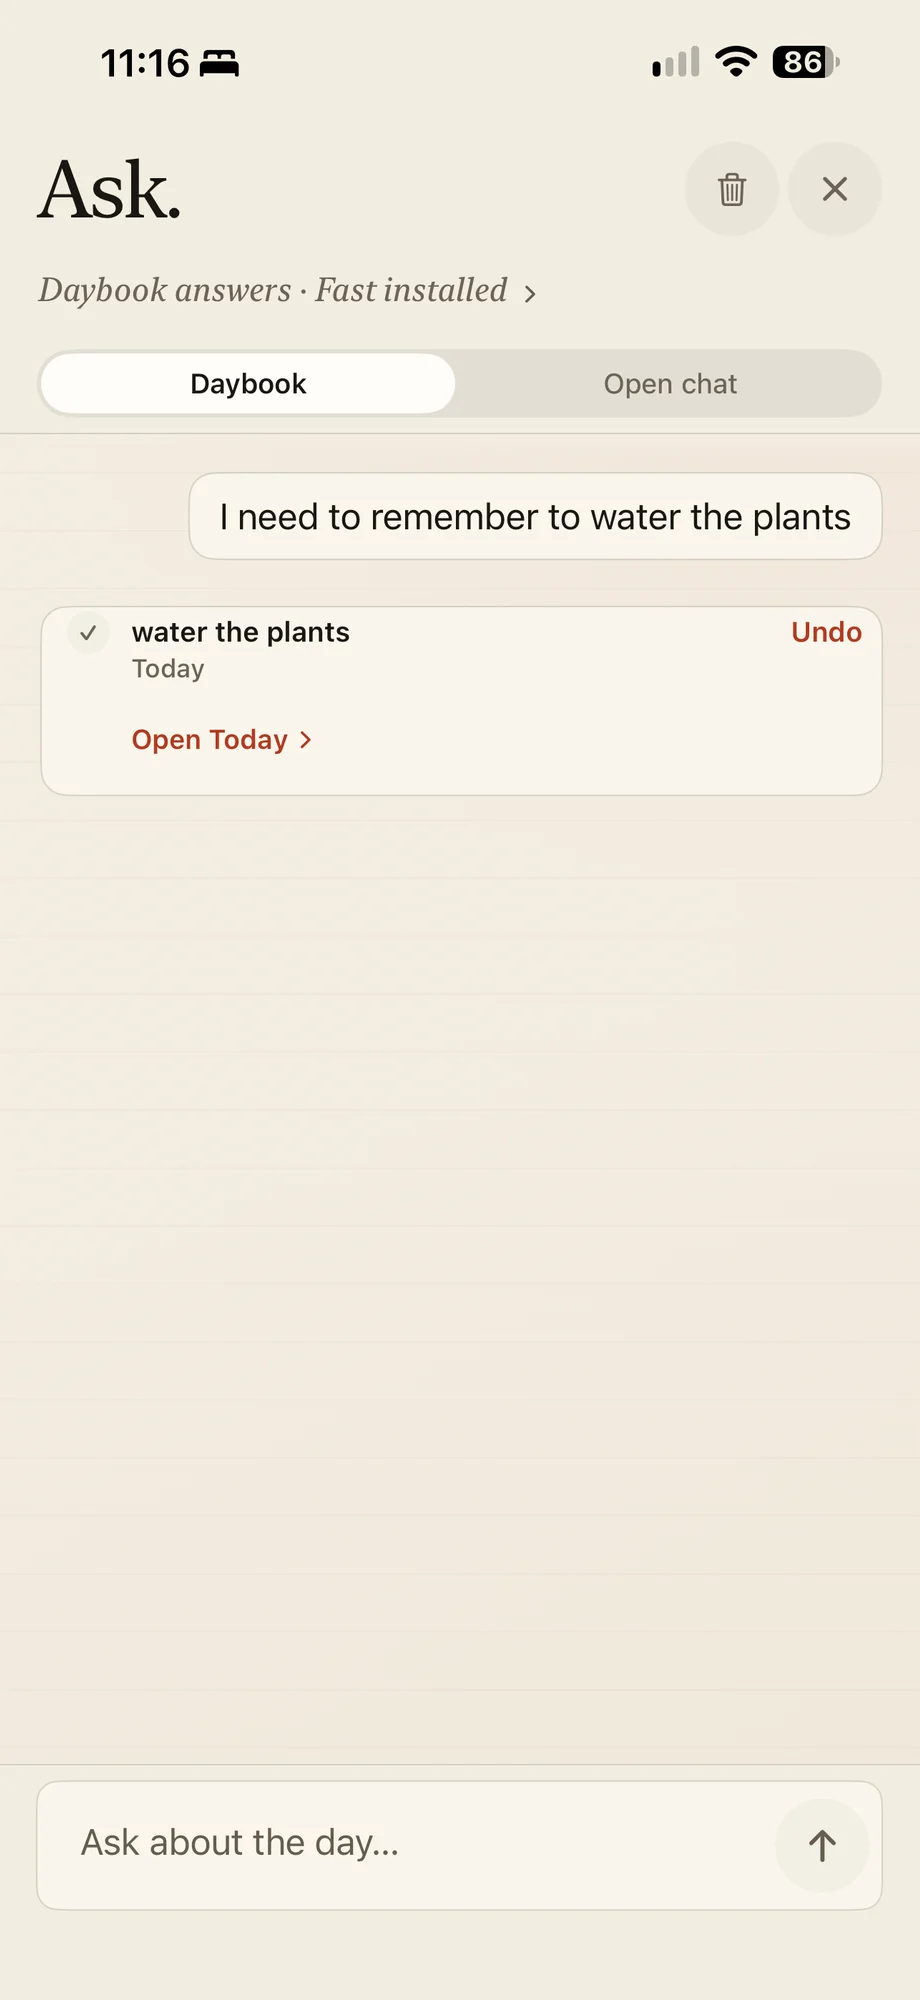 11:16
86
Ask.
Daybook answers · Fast installed
Daybook
Open chat
I need to remember to water the plants
water the plants
Undo
Today
Open Today
Ask about the day...